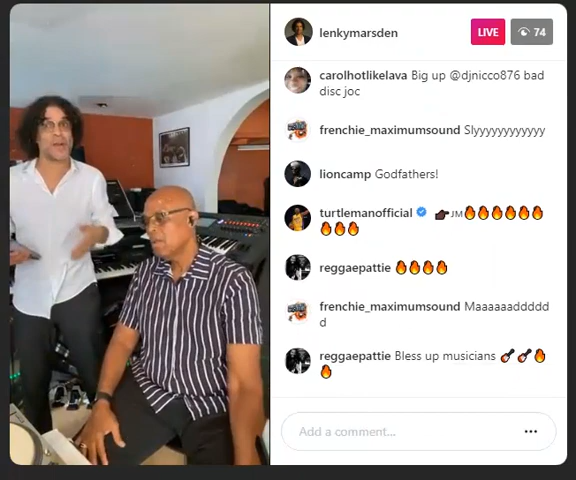 lenkymarsden
LIVE
74
carolhotlikelava Big up @djnicco876 bad
disc joc
frenchie_maximumsound Slyyyyyyyyyyyy
lioncamp Godfathers!
turtlemanofficial JM🔥🔥🔥🔥🔥🔥
🔥🔥🔥
reggaepattie 🔥🔥🔥🔥
frenchie_maximumsound Maaaaaaddddd
d
reggaepattie Bless up musicians 🎸🎸🔥
🔥
Add a comment...